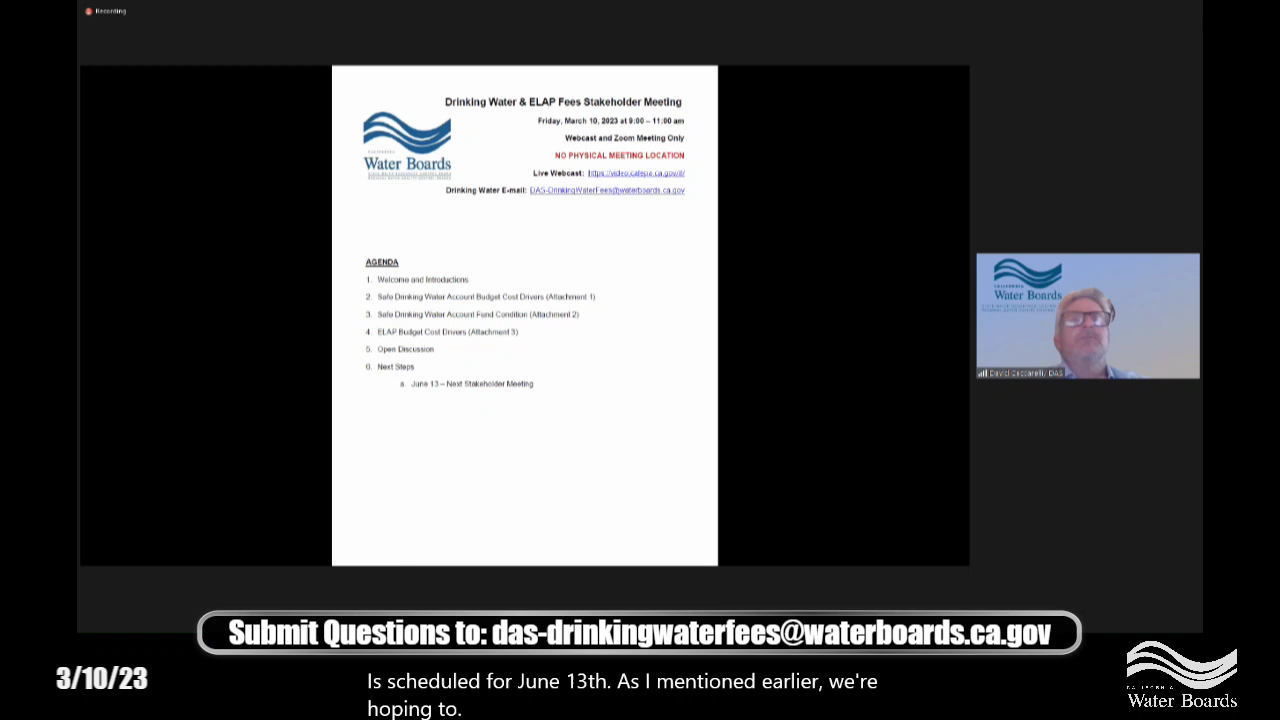 Recording
Drinking Water & ELAP Fees Stakeholder Meeting
Friday, March 10, 2023 at 9:00 – 11:00 am
Webcast and Zoom Meeting Only
NO PHYSICAL MEETING LOCATION
Live Webcast: https://video.calepa.ca.gov/#/
Drinking Water E-mail: DAS-DrinkingWaterFees@waterboards.ca.gov
Water Boards
AGENDA
1. Welcome and Introductions
2. Safe Drinking Water Account Budget Cost Drivers (Attachment 1)
3. Safe Drinking Water Account Fund Condition (Attachment 2)
4. ELAP Budget Cost Drivers (Attachment 3)
5. Open Discussion
6. Next Steps
a. June 13 – Next Stakeholder Meeting
CALIFORNIA
Water Boards
David Ceccarelli, DAS
Submit Questions to: das-drinkingwaterfees@waterboards.ca.gov
3/10/23
Is scheduled for June 13th. As I mentioned earlier, we're
hoping to.
CALIFORNIA
Water Boards